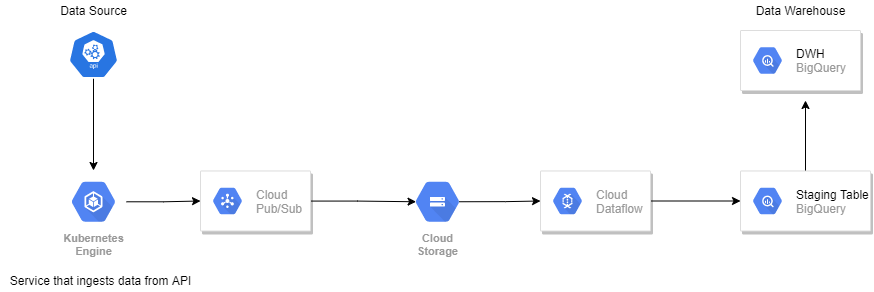 Data Source
Data Warehouse
api
DWH
BigQuery
Cloud
Pub/Sub
Cloud
Dataflow
Staging Table
BigQuery
Kubernetes
Engine
Cloud
Storage
Service that ingests data from API